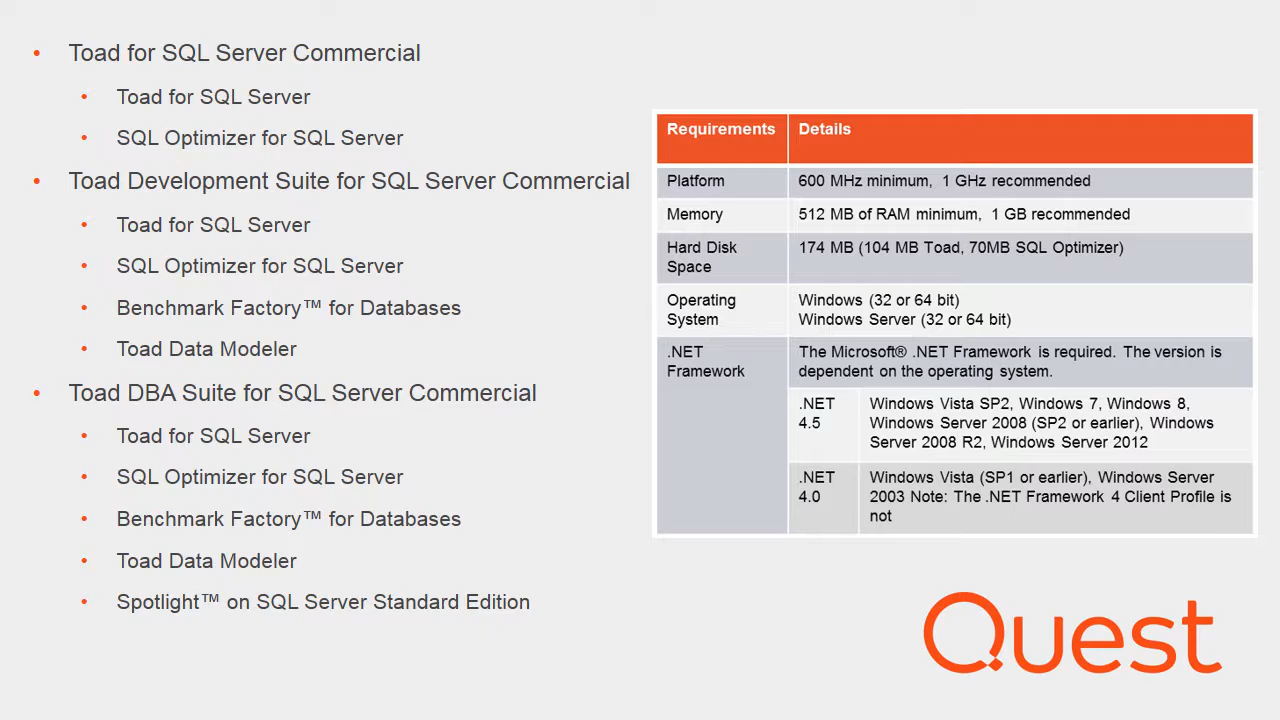 Toad for SQL Server Commercial
Toad for SQL Server
SQL Optimizer for SQL Server
Toad Development Suite for SQL Server Commercial
Toad for SQL Server
SQL Optimizer for SQL Server
Benchmark Factory™ for Databases
Toad Data Modeler
Toad DBA Suite for SQL Server Commercial
Toad for SQL Server
SQL Optimizer for SQL Server
Benchmark Factory™ for Databases
Toad Data Modeler
Spotlight™ on SQL Server Standard Edition
Requirements Details
Platform 600 MHz minimum, 1 GHz recommended
Memory 512 MB of RAM minimum, 1 GB recommended
Hard Disk 174 MB (104 MB Toad, 70MB SQL Optimizer)
Space
Operating Windows (32 or 64 bit)
System Windows Server (32 or 64 bit)
.NET The Microsoft® .NET Framework is required. The version is
Framework dependent on the operating system.
.NET Windows Vista SP2, Windows 7, Windows 8,
4.5 Windows Server 2008 (SP2 or earlier), Windows
Server 2008 R2, Windows Server 2012
.NET Windows Vista (SP1 or earlier), Windows Server
4.0 2003 Note: The .NET Framework 4 Client Profile is
not
Quest